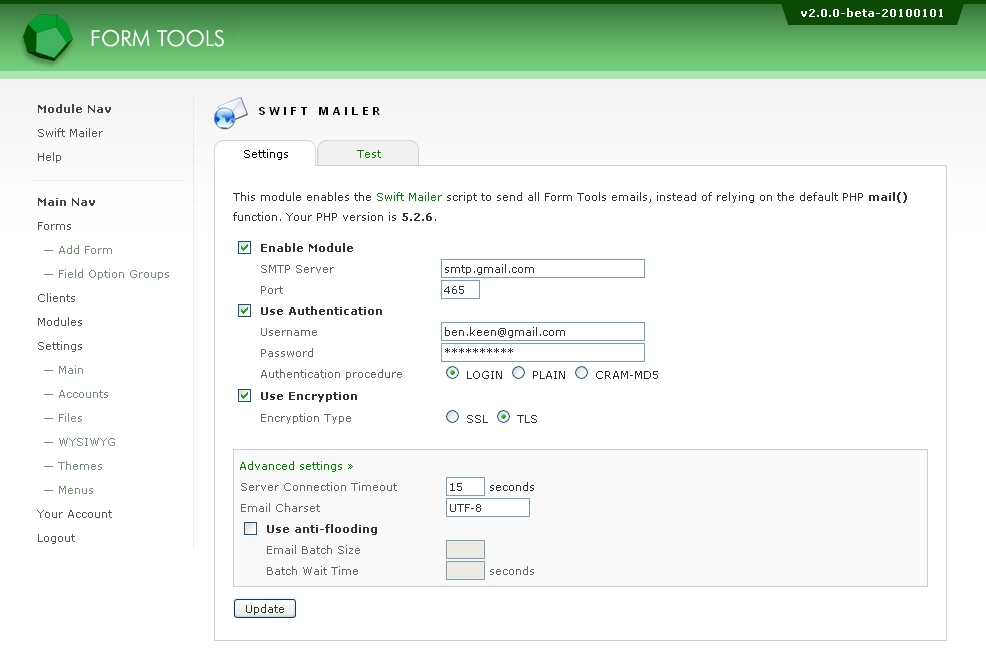 v2.0.0-beta-20100101
FORM TOOLS
Module Nav
Swift Mailer
Help
Main Nav
Forms
— Add Form
— Field Option Groups
Clients
Modules
Settings
— Main
— Accounts
— Files
— WYSIWYG
— Themes
— Menus
Your Account
Logout
SWIFT MAILER
Settings Test
This module enables the Swift Mailer script to send all Form Tools emails, instead of relying on the default PHP mail()
function. Your PHP version is 5.2.6.
Enable Module
SMTP Server smtp.gmail.com
Port 465
Use Authentication
Username ben.keen@gmail.com
Password **********
Authentication procedure LOGIN PLAIN CRAM-MD5
Use Encryption
Encryption Type SSL TLS
Advanced settings »
Server Connection Timeout 15 seconds
Email Charset UTF-8
Use anti-flooding
Email Batch Size
Batch Wait Time seconds
Update